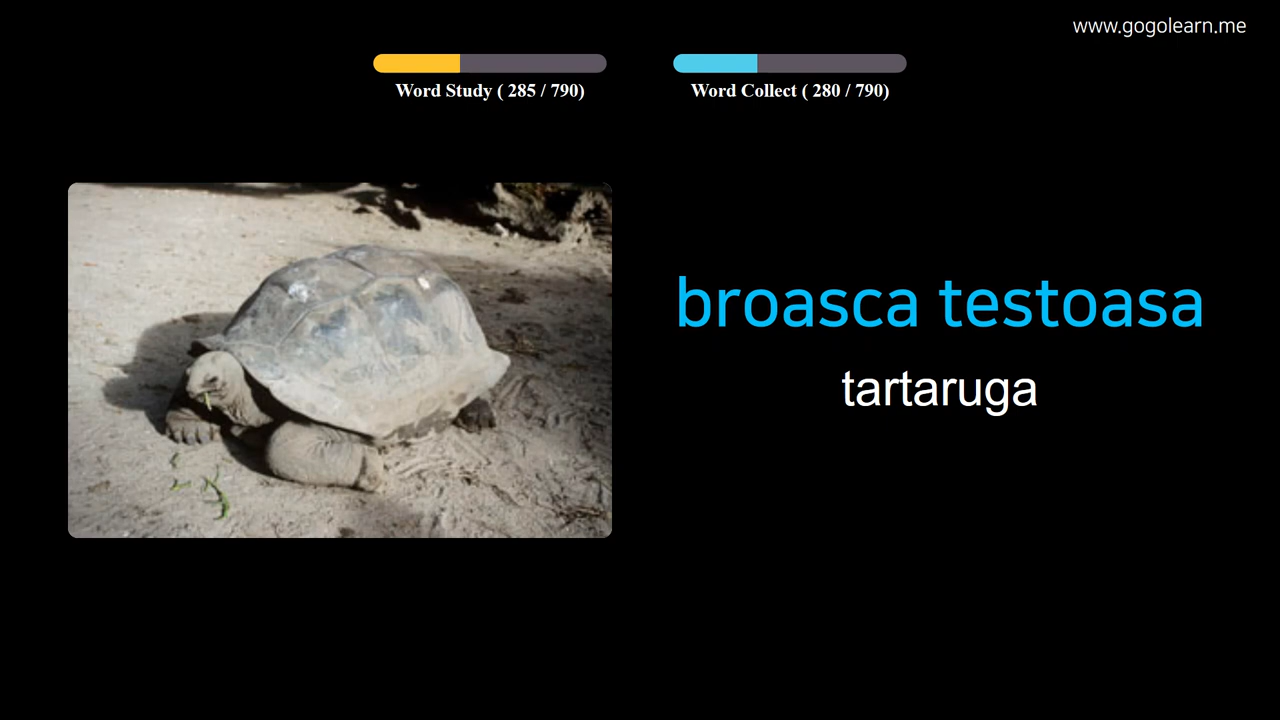 www.gogolearn.me
Word Study ( 285 / 790)
Word Collect ( 280 / 790)
broasca testoasa
tartaruga